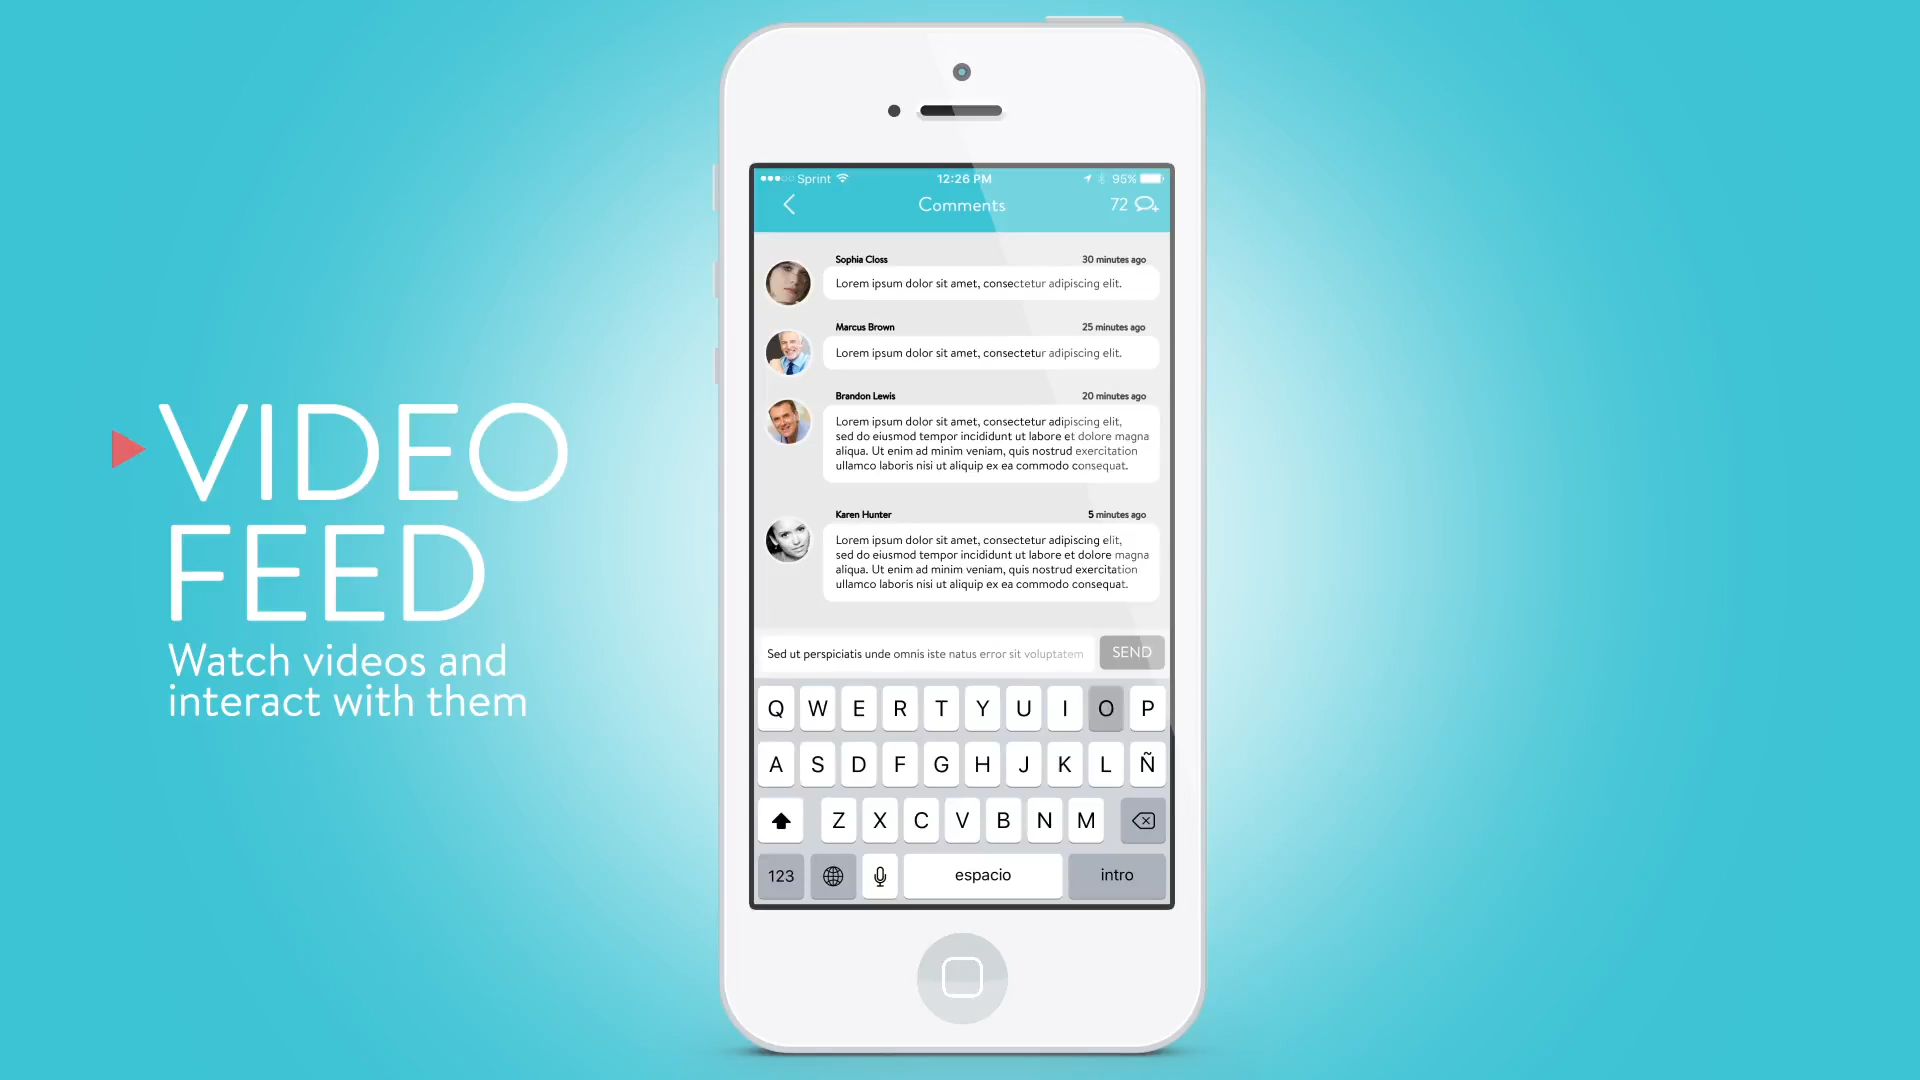 VIDEO
FEED
Watch videos and
interact with them
Sprint 12:26 PM 95%
Comments 72
Sophia Closs 30 minutes ago
Lorem ipsum dolor sit amet, consectetur adipiscing elit.
Marcus Brown 25 minutes ago
Lorem ipsum dolor sit amet, consectetur adipiscing elit.
Brandon Lewis 20 minutes ago
Lorem ipsum dolor sit amet, consectetur adipiscing elit,
sed do eiusmod tempor incididunt ut labore et dolore magna
aliqua. Ut enim ad minim veniam, quis nostrud exercitation
ullamco laboris nisi ut aliquip ex ea commodo consequat.
Karen Hunter 5 minutes ago
Lorem ipsum dolor sit amet, consectetur adipiscing elit,
sed do eiusmod tempor incididunt ut labore et dolore magna
aliqua. Ut enim ad minim veniam, quis nostrud exercitation
ullamco laboris nisi ut aliquip ex ea commodo consequat.
Sed ut perspiciatis unde omnis iste natus error sit voluptatem SEND
Q W E R T Y U I O P
A S D F G H J K L Ñ
Z X C V B N M
123 espacio intro